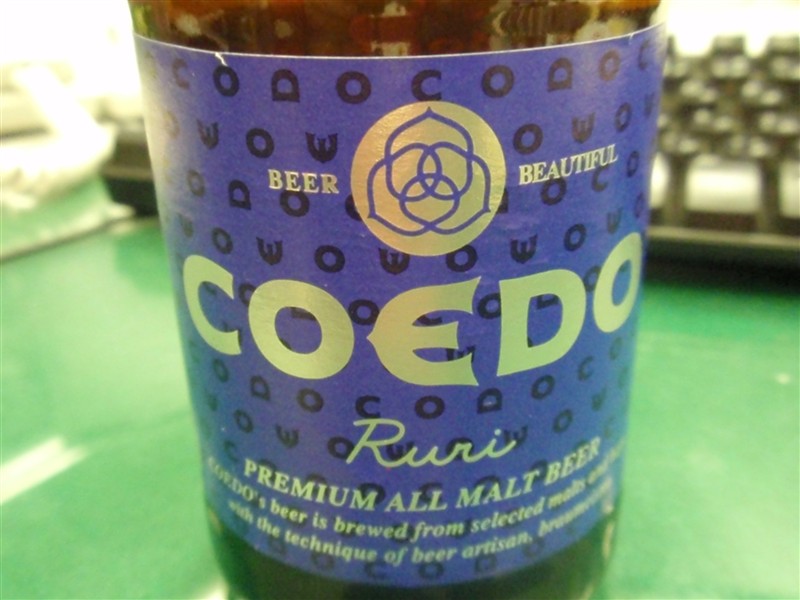 BEER BEAUTIFUL
COEDO
Ruri
PREMIUM ALL MALT BEER
COEDO's beer is brewed from selected malts and
with the technique of beer artisan, braumeister